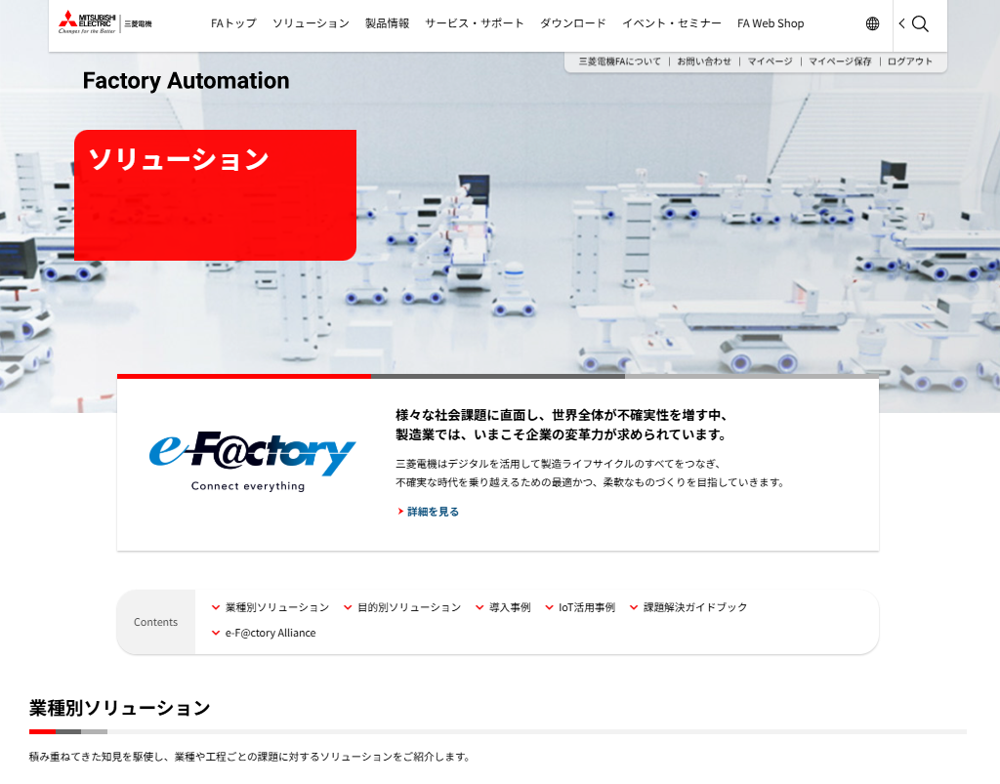 MITSUBISHI ELECTRIC
Changes for the Better
三菱電機
FAトップ ソリューション 製品情報 サービス・サポート ダウンロード イベント・セミナー FA Web Shop
三菱電機FAについて | お問い合わせ | マイページ | マイページ保存 | ログアウト
Factory Automation
ソリューション
e-F@ctory
Connect everything
様々な社会課題に直面し、世界全体が不確実性を増す中、
製造業では、いまこそ企業の変革力が求められています。
三菱電機はデジタルを活用して製造ライフサイクルのすべてをつなぎ、
不確実な時代を乗り越えるための最適かつ、柔軟なものづくりを目指していきます。
詳細を見る
Contents
業種別ソリューション 目的別ソリューション 導入事例 IoT活用事例 課題解決ガイドブック
e-F@ctory Alliance
業種別ソリューション
積み重ねてきた知見を駆使し、業種や工程ごとの課題に対するソリューションをご紹介します。